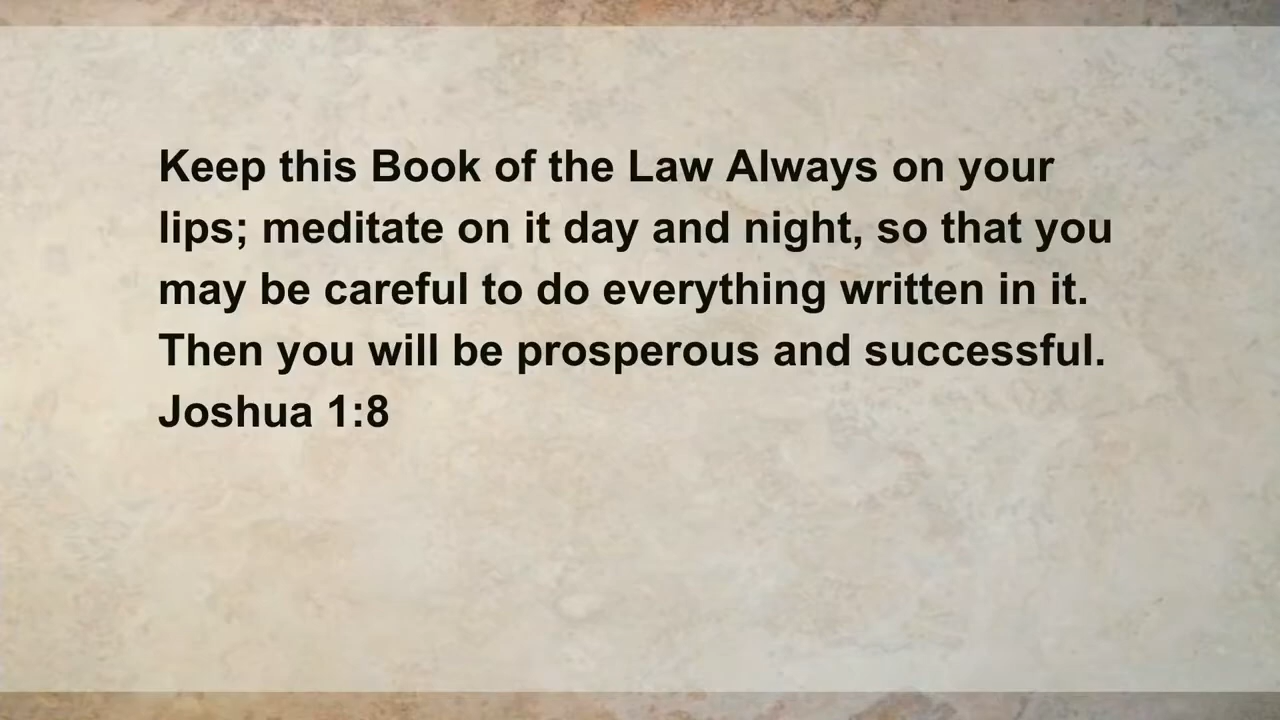 Keep this Book of the Law Always on your
lips; meditate on it day and night, so that you
may be careful to do everything written in it.
Then you will be prosperous and successful.
Joshua 1:8